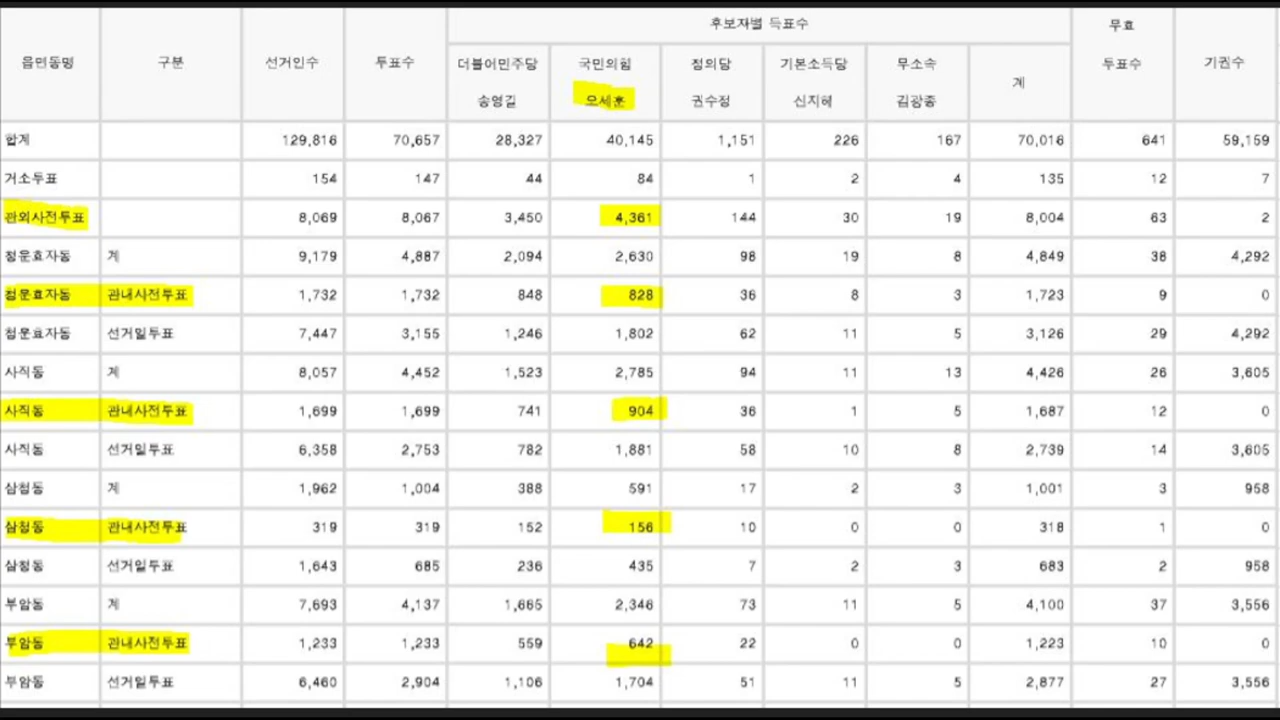 읍면동명 구분 선거인수 투표수 후보자별 득표수 무효 투표수 기권수
더불어민주당 송영길 국민의힘 오세훈 정의당 권수정 기본소득당 신지혜 무소속 김광종 계
합계 129,816 70,657 28,327 40,145 1,151 226 167 70,016 641 59,159
거소투표 154 147 44 84 1 2 4 135 12 7
관외사전투표 8,069 8,067 3,450 4,361 144 30 19 8,004 63 2
청운효자동 계 9,179 4,887 2,094 2,630 98 19 8 4,849 38 4,292
청운효자동 관내사전투표 1,732 1,732 848 828 36 8 3 1,723 9 0
청운효자동 선거일투표 7,447 3,155 1,246 1,802 62 11 5 3,126 29 4,292
사직동 계 8,057 4,452 1,523 2,785 94 11 13 4,426 26 3,605
사직동 관내사전투표 1,699 1,699 741 904 36 1 5 1,687 12 0
사직동 선거일투표 6,358 2,753 782 1,881 58 10 8 2,739 14 3,605
삼청동 계 1,962 1,004 388 591 17 2 3 1,001 3 958
삼청동 관내사전투표 319 319 152 156 10 0 0 318 1 0
삼청동 선거일투표 1,643 685 236 435 7 2 3 683 2 958
부암동 계 7,693 4,137 1,665 2,346 73 11 5 4,100 37 3,556
부암동 관내사전투표 1,233 1,233 559 642 22 0 0 1,223 10 0
부암동 선거일투표 6,460 2,904 1,106 1,704 51 11 5 2,877 27 3,556